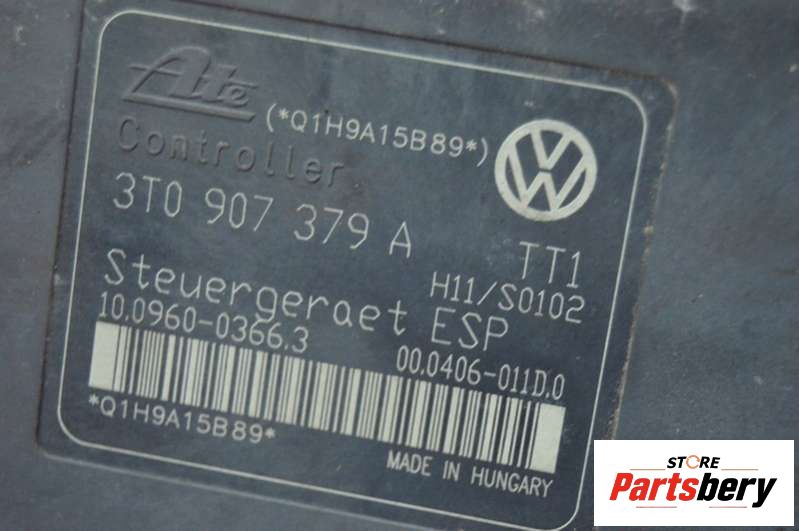 Ate (*Q1H9A15B89*)
Controller
3T0 907 379 A TT1
H11/S0102
Steuergeraet ESP
10.0960-0366.3 00.0406-011D.0
*Q1H9A15B89*
MADE IN HUNGARY
STORE
Partsbery